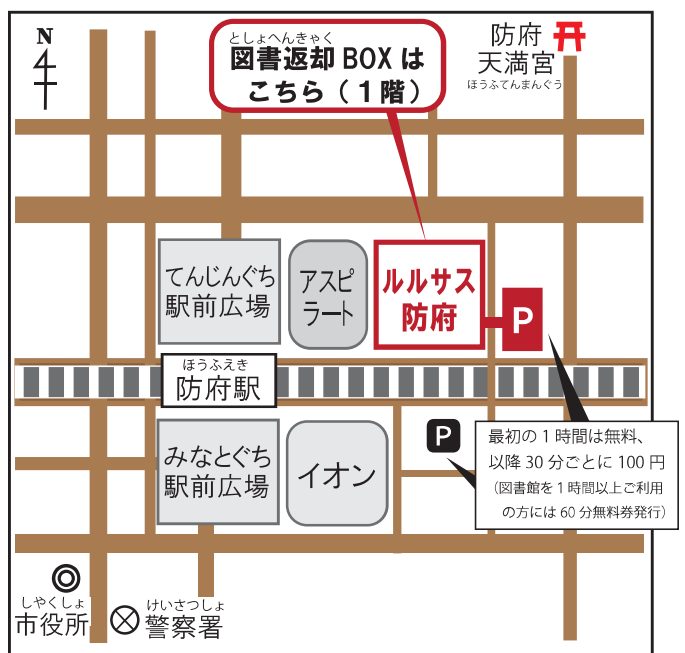 N
としょへんきゃく
図書返却 BOX は
こちら（１階）
防府
天満宮
ほうふてんまんぐう
てんじんぐち
駅前広場
アスピ
ラート
ルルサス
防府
P
ほうふえき
防府駅
みなとぐち
駅前広場
イオン
P
最初の 1 時間は無料、
以降 30 分ごとに 100 円
（図書館を 1 時間以上ご利用
の方には 60 分無料券発行）
しやくしょ
市役所
けいさつしょ
警察署